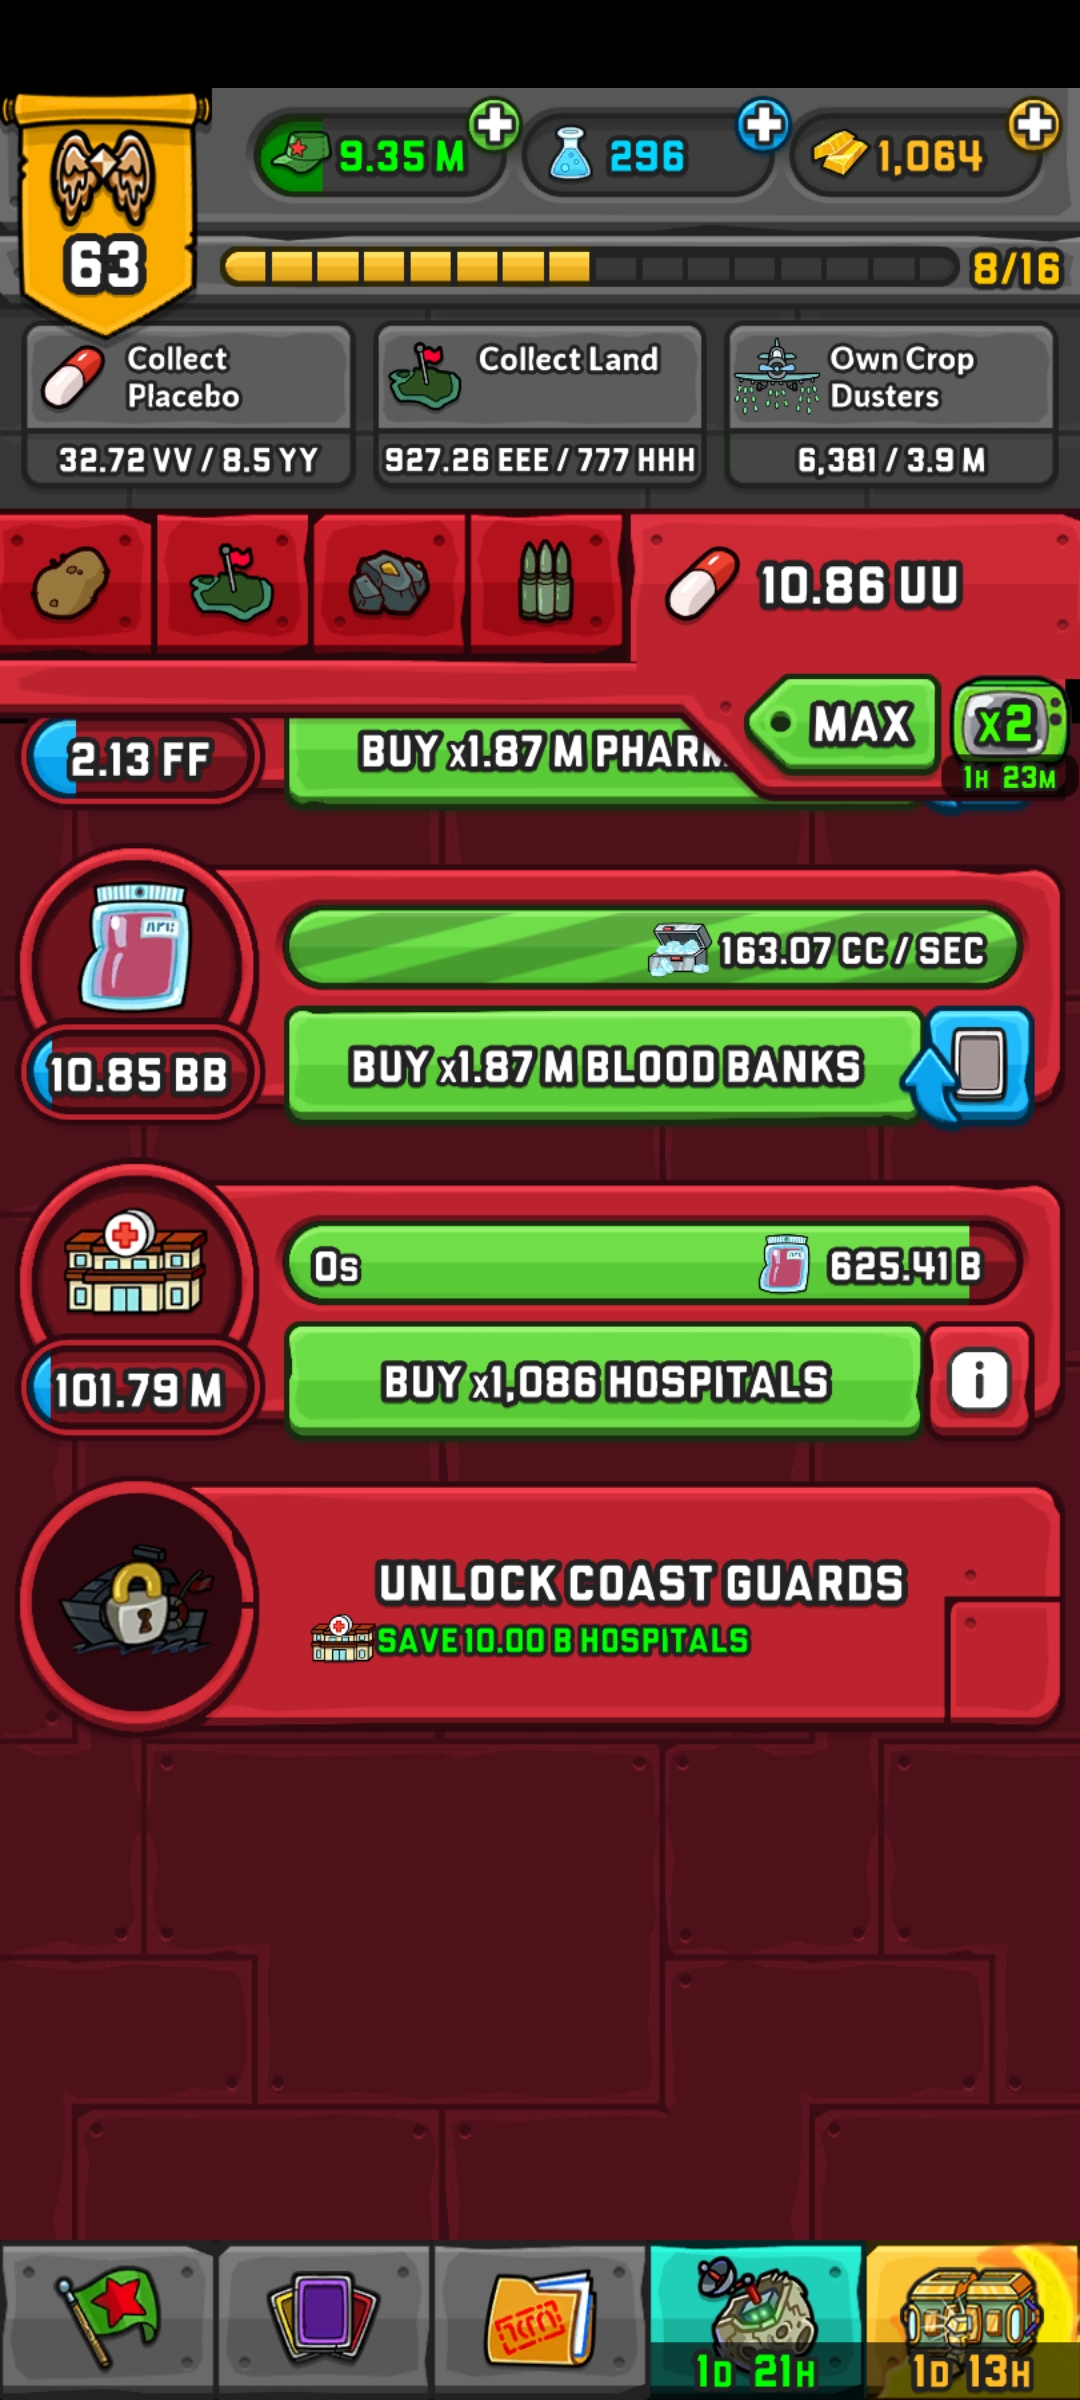 63
9.35 M
296
1,064
8/16
Collect
Placebo
32.72 VV / 8.5 YY
Collect Land
927.26 EEE / 777 HHH
Own Crop
Dusters
6,381 / 3.9 M
10.86 UU
MAX
x2
1H 23M
2.13 FF
BUY x1.87 M PHARM
163.07 CC / SEC
10.85 BB
BUY x1.87 M BLOOD BANKS
0s
625.41 B
101.79 M
BUY x1,086 HOSPITALS
i
UNLOCK COAST GUARDS
SAVE 10.00 B HOSPITALS
1D 21H
1D 13H